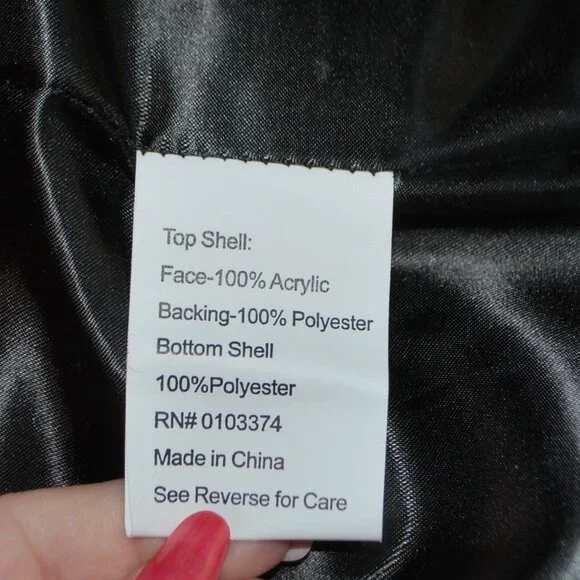 Top Shell:
Face-100% Acrylic
Backing-100% Polyester
Bottom Shell
100%Polyester
RN# 0103374
Made in China
See Reverse for Care